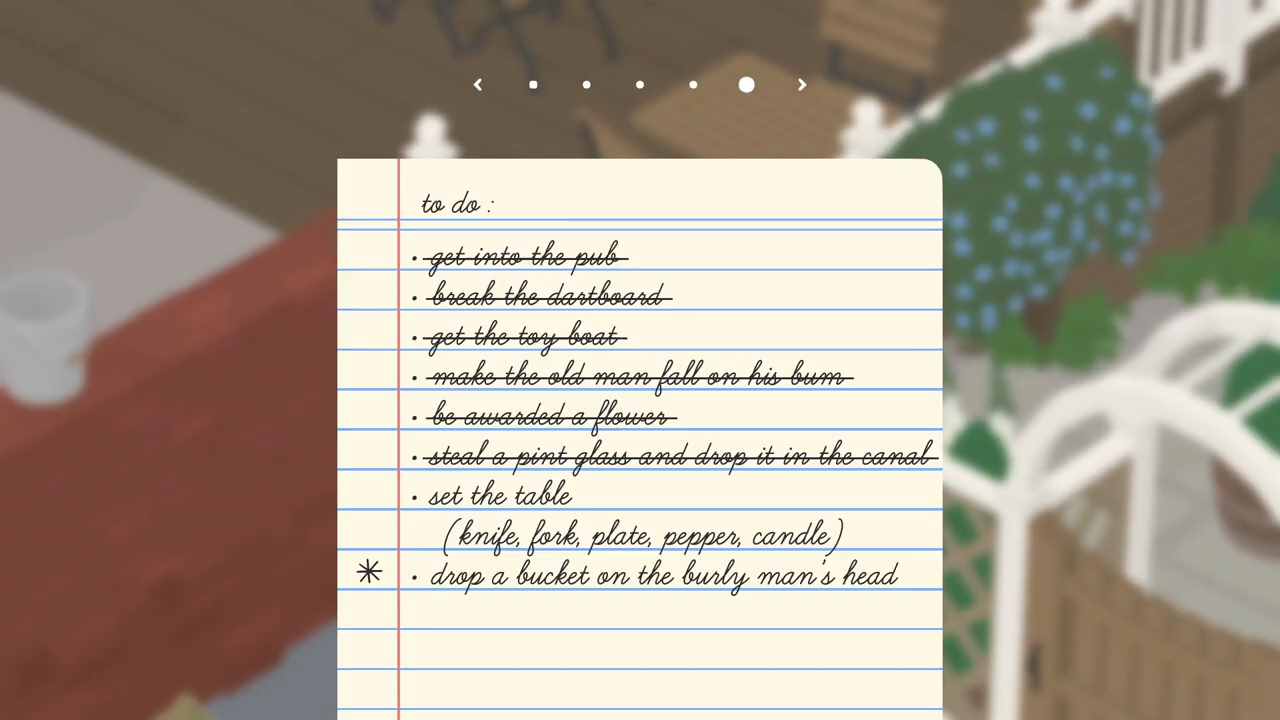 to do :
• get into the pub
• break the dartboard
• get the toy boat
• make the old man fall on his bum
• be awarded a flower
• steal a pint glass and drop it in the canal
• set the table
(knife, fork, plate, pepper, candle)
• drop a bucket on the burly man's head